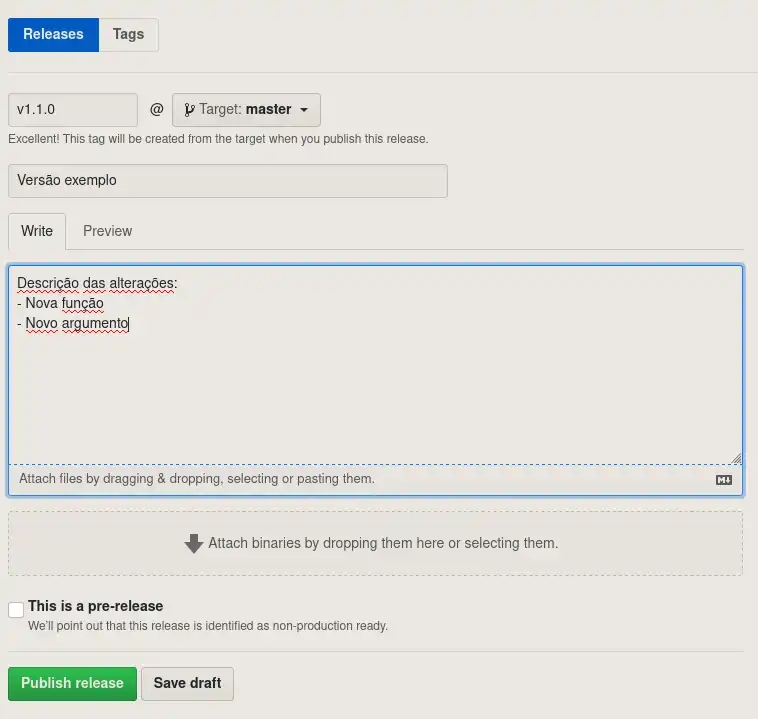 Releases Tags
v1.1.0 @ Target: master
Excellent! This tag will be created from the target when you publish this release.
Versão exemplo
Write Preview
Descrição das alterações:
- Nova função
- Novo argumento
Attach files by dragging & dropping, selecting or pasting them.
Attach binaries by dropping them here or selecting them.
This is a pre-release
We'll point out that this release is identified as non-production ready.
Publish release Save draft